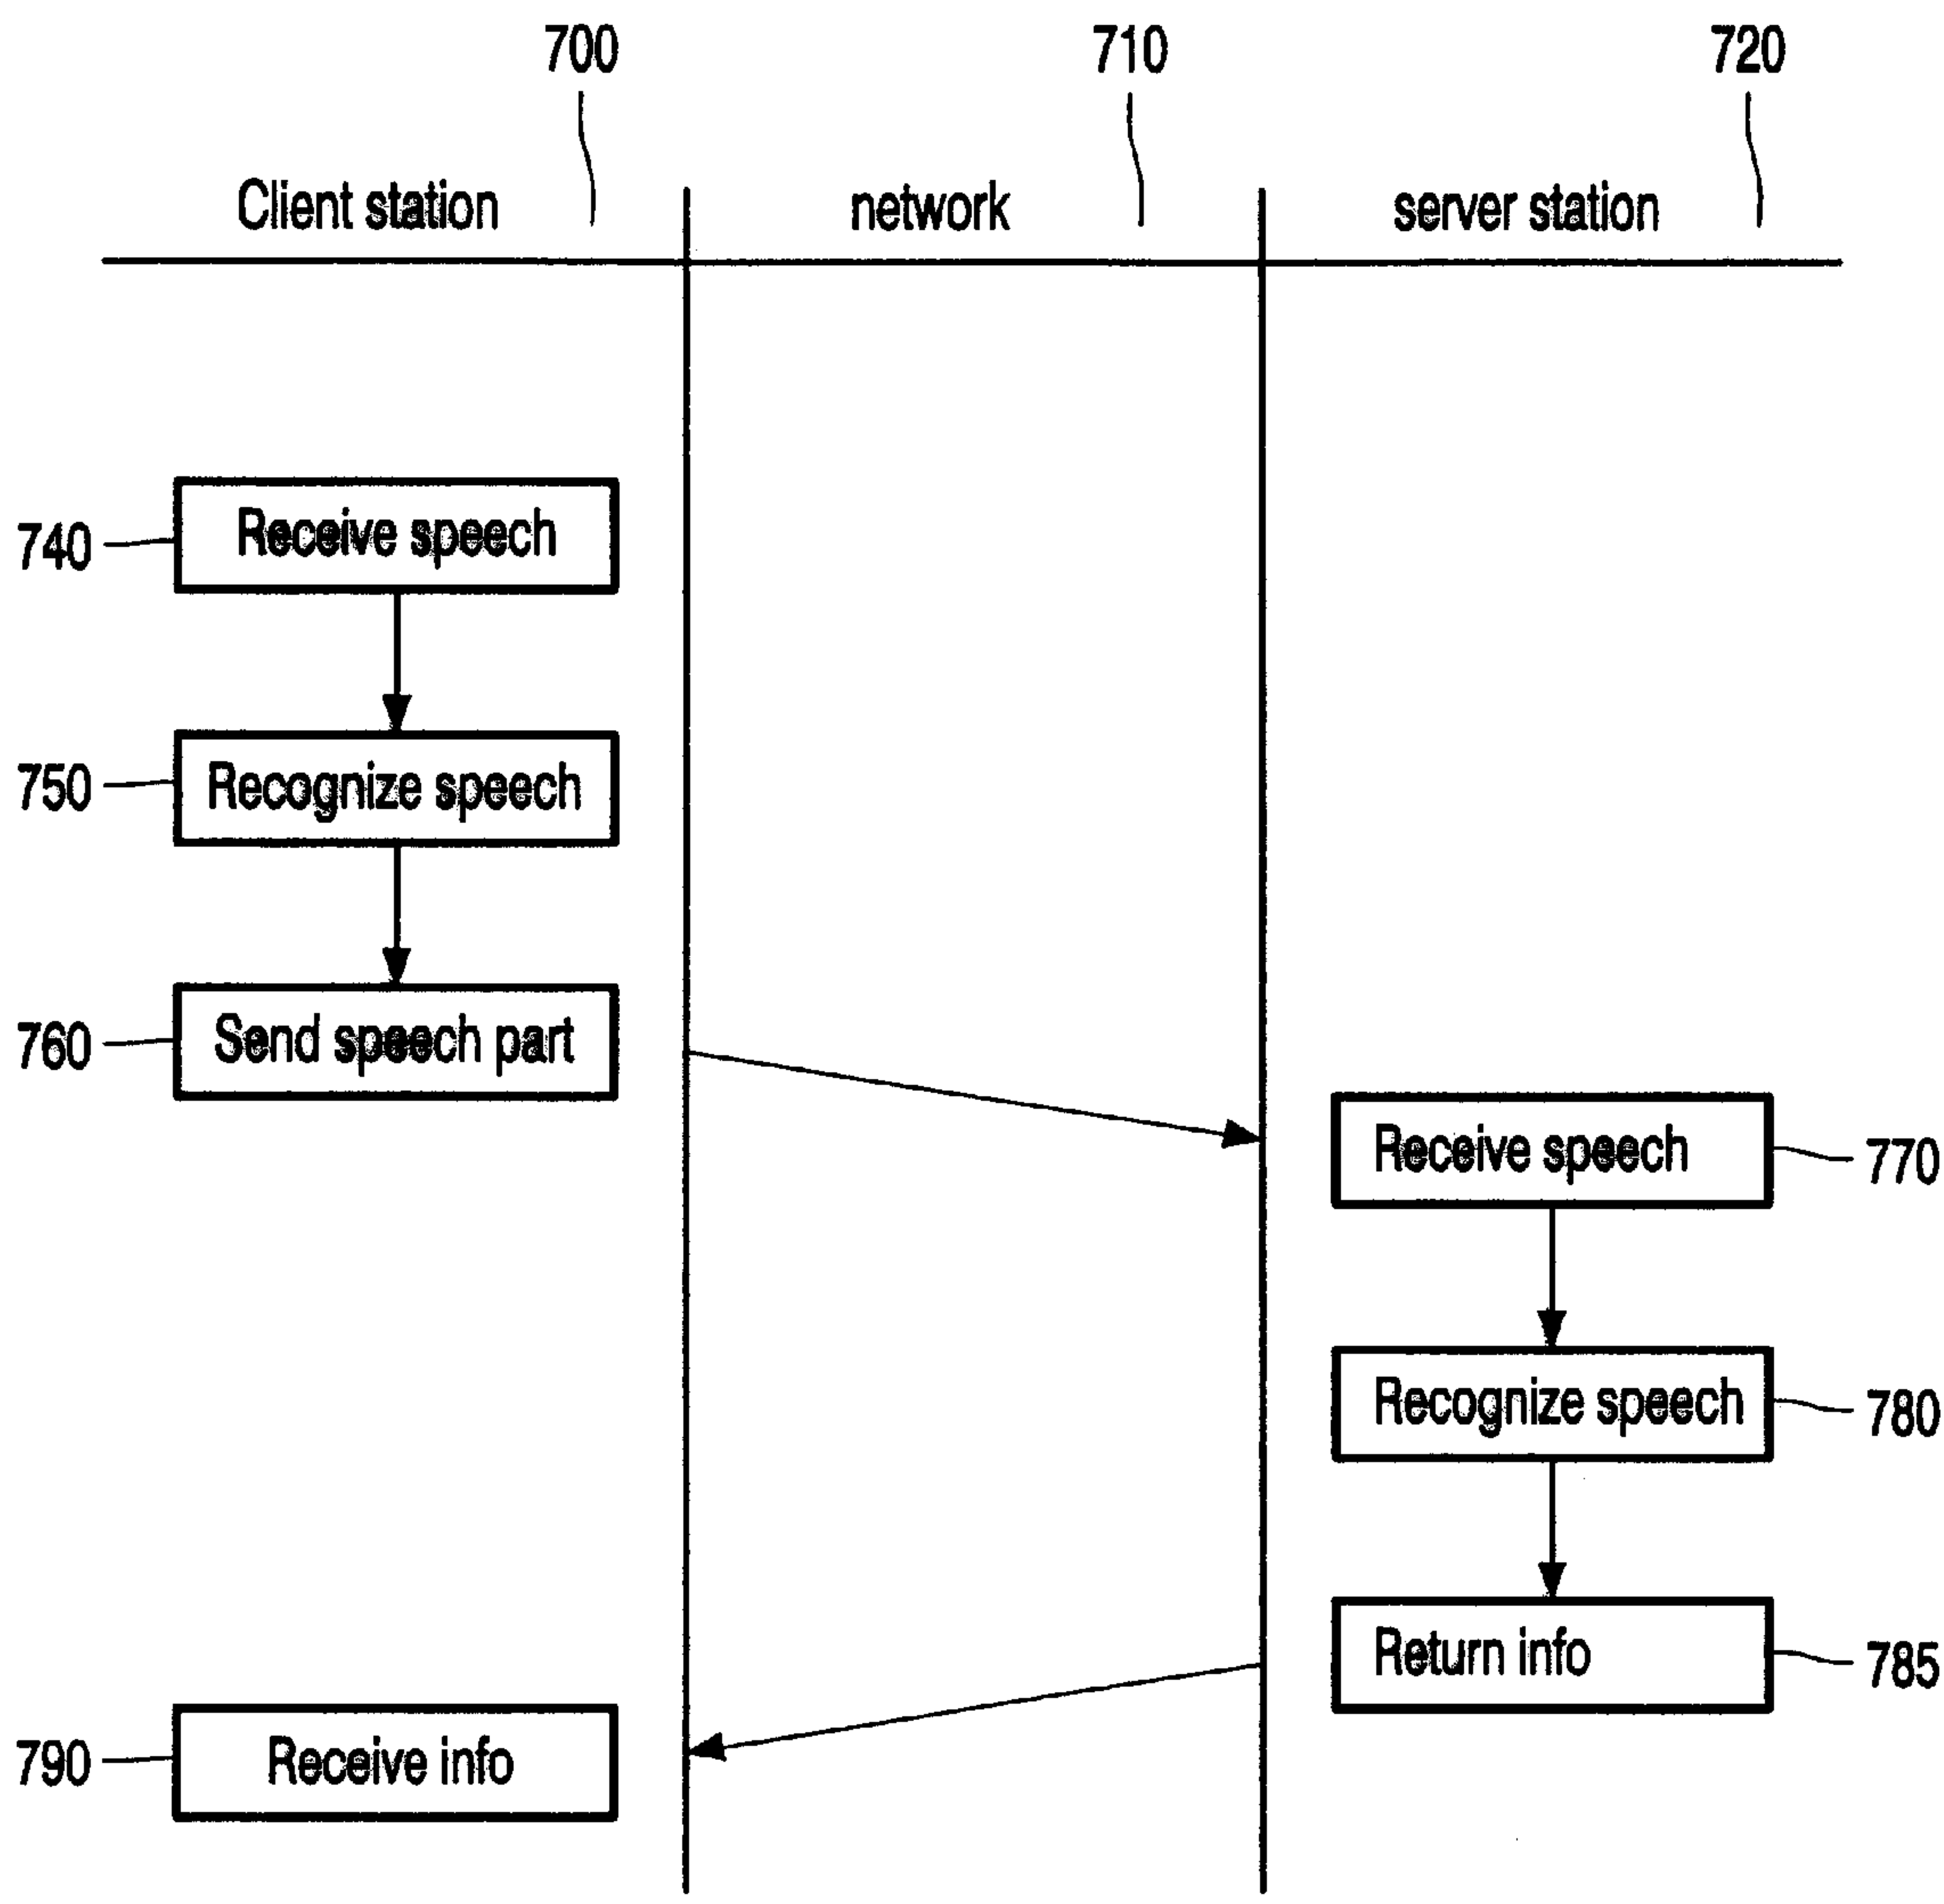 700 710 720
Client station network server station
740 Receive speech
750 Recognize speech
760 Send speech part
Receive speech 770
Recognize speech 780
Return info 785
790 Receive info